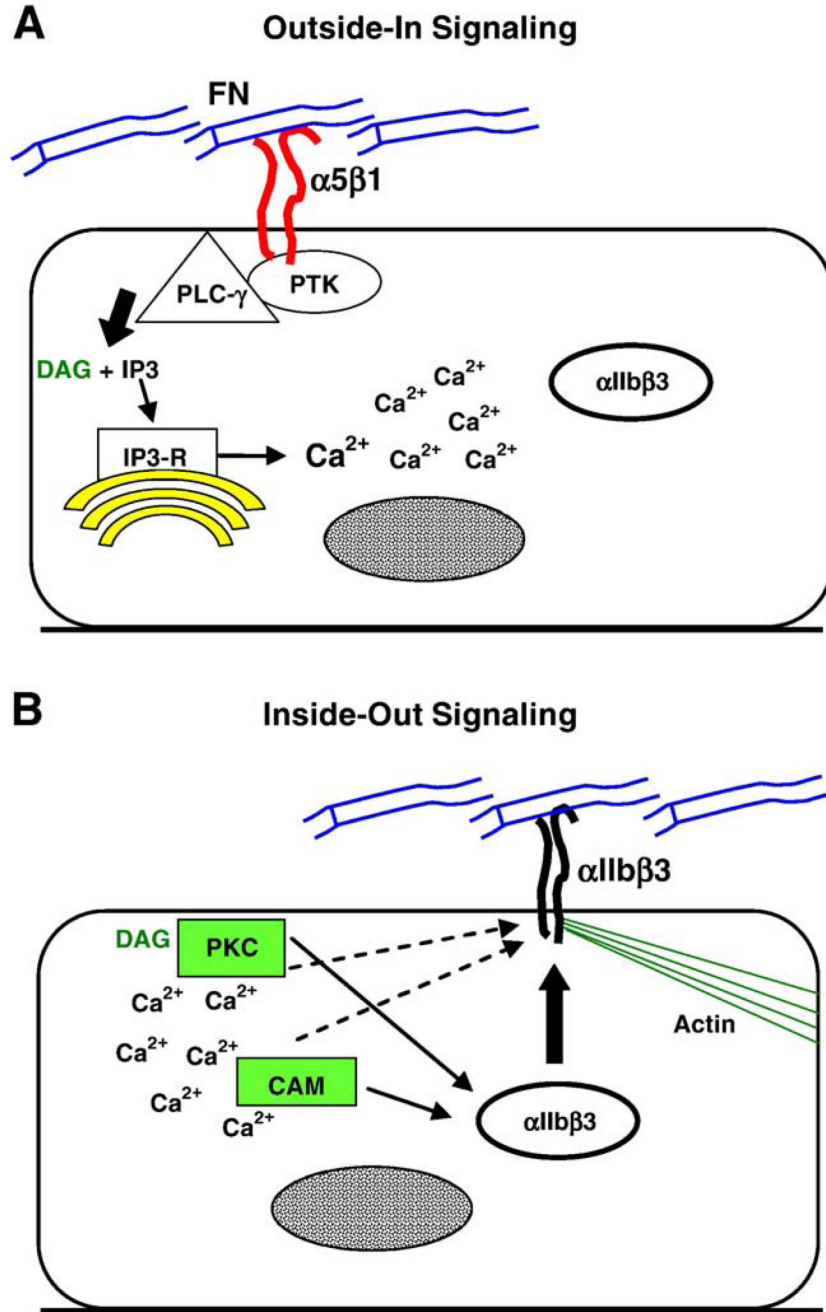 A
Outside-In Signaling
FN
α5β1
PLC-γ
PTK
DAG + IP3
αIIbβ3
Ca²⁺
Ca²⁺
Ca²⁺
IP3-R
Ca²⁺
Ca²⁺
Ca²⁺
B
Inside-Out Signaling
αIIbβ3
DAG
PKC
Ca²⁺
Ca²⁺
Actin
Ca²⁺
Ca²⁺
CAM
Ca²⁺
Ca²⁺
αIIbβ3